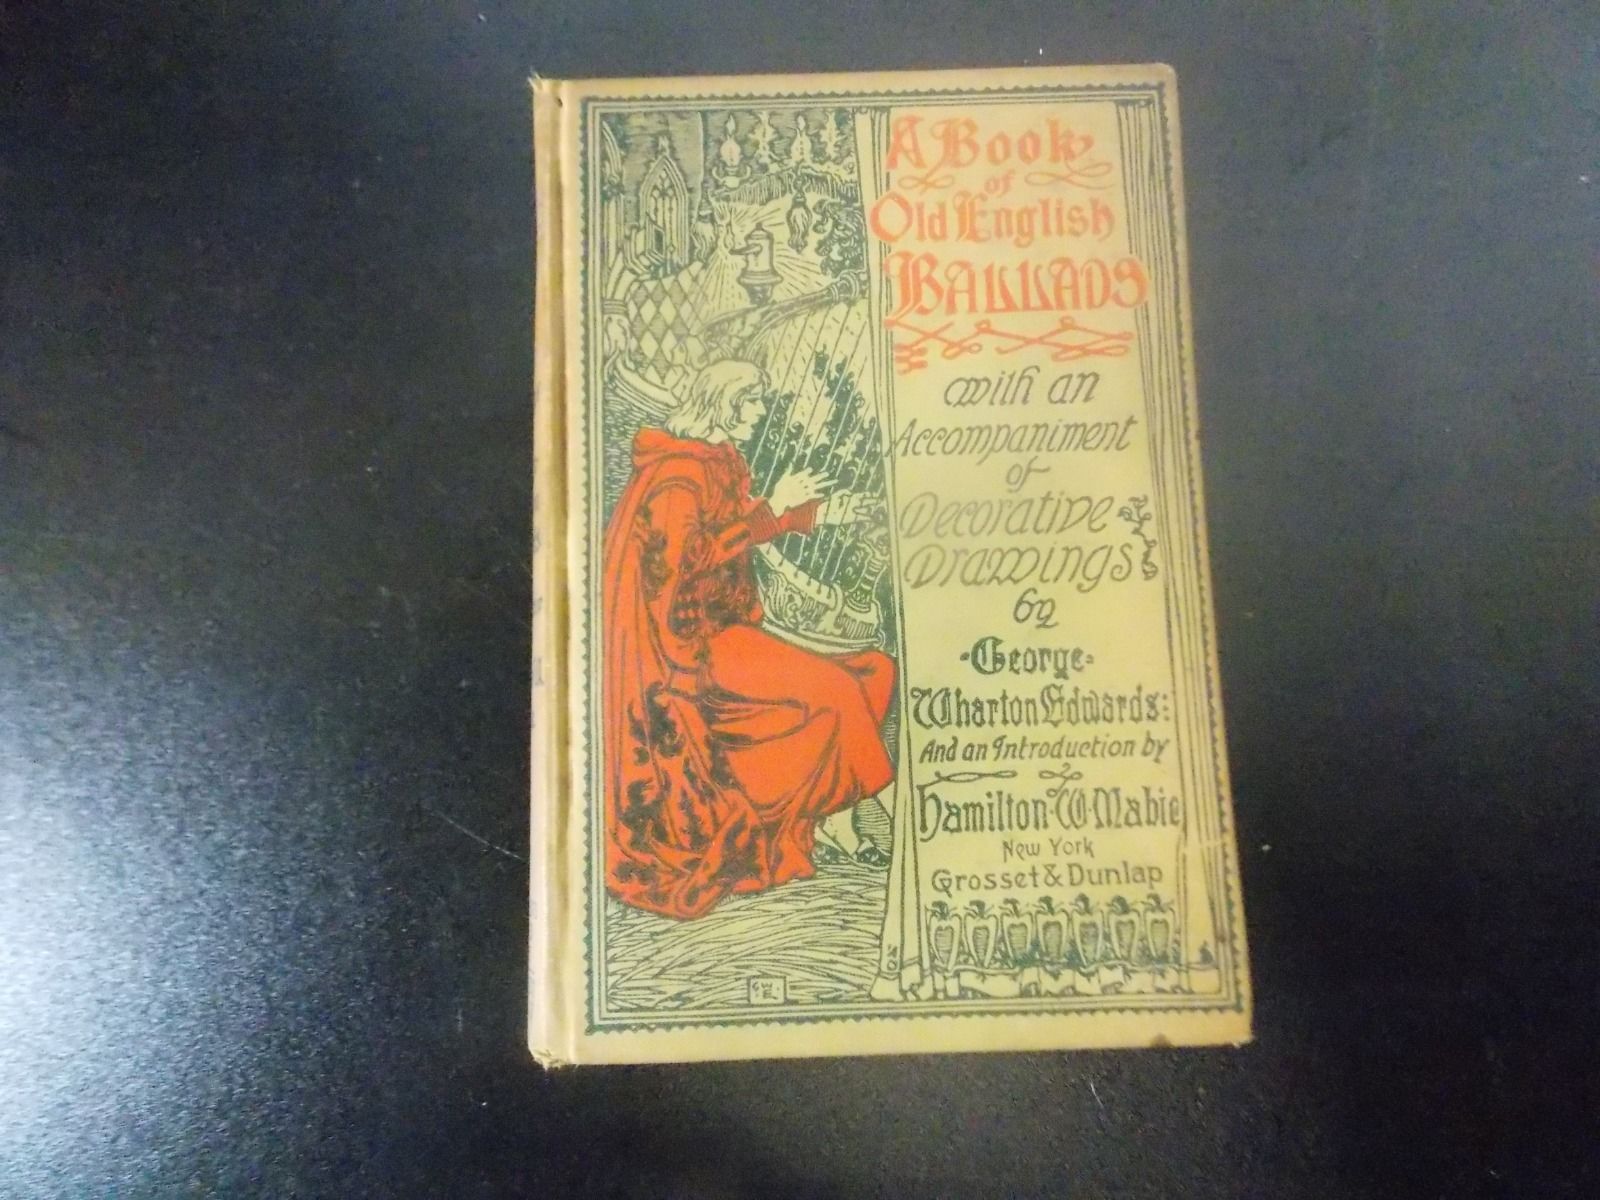 A Book
of
Old English
BALLADS
with an
Accompaniment
of
Decorative
Drawings
by
George
Wharton Edwards:
And an Introduction by
Hamilton·W·Mabie
New York
Grosset & Dunlap
G.W.
E.